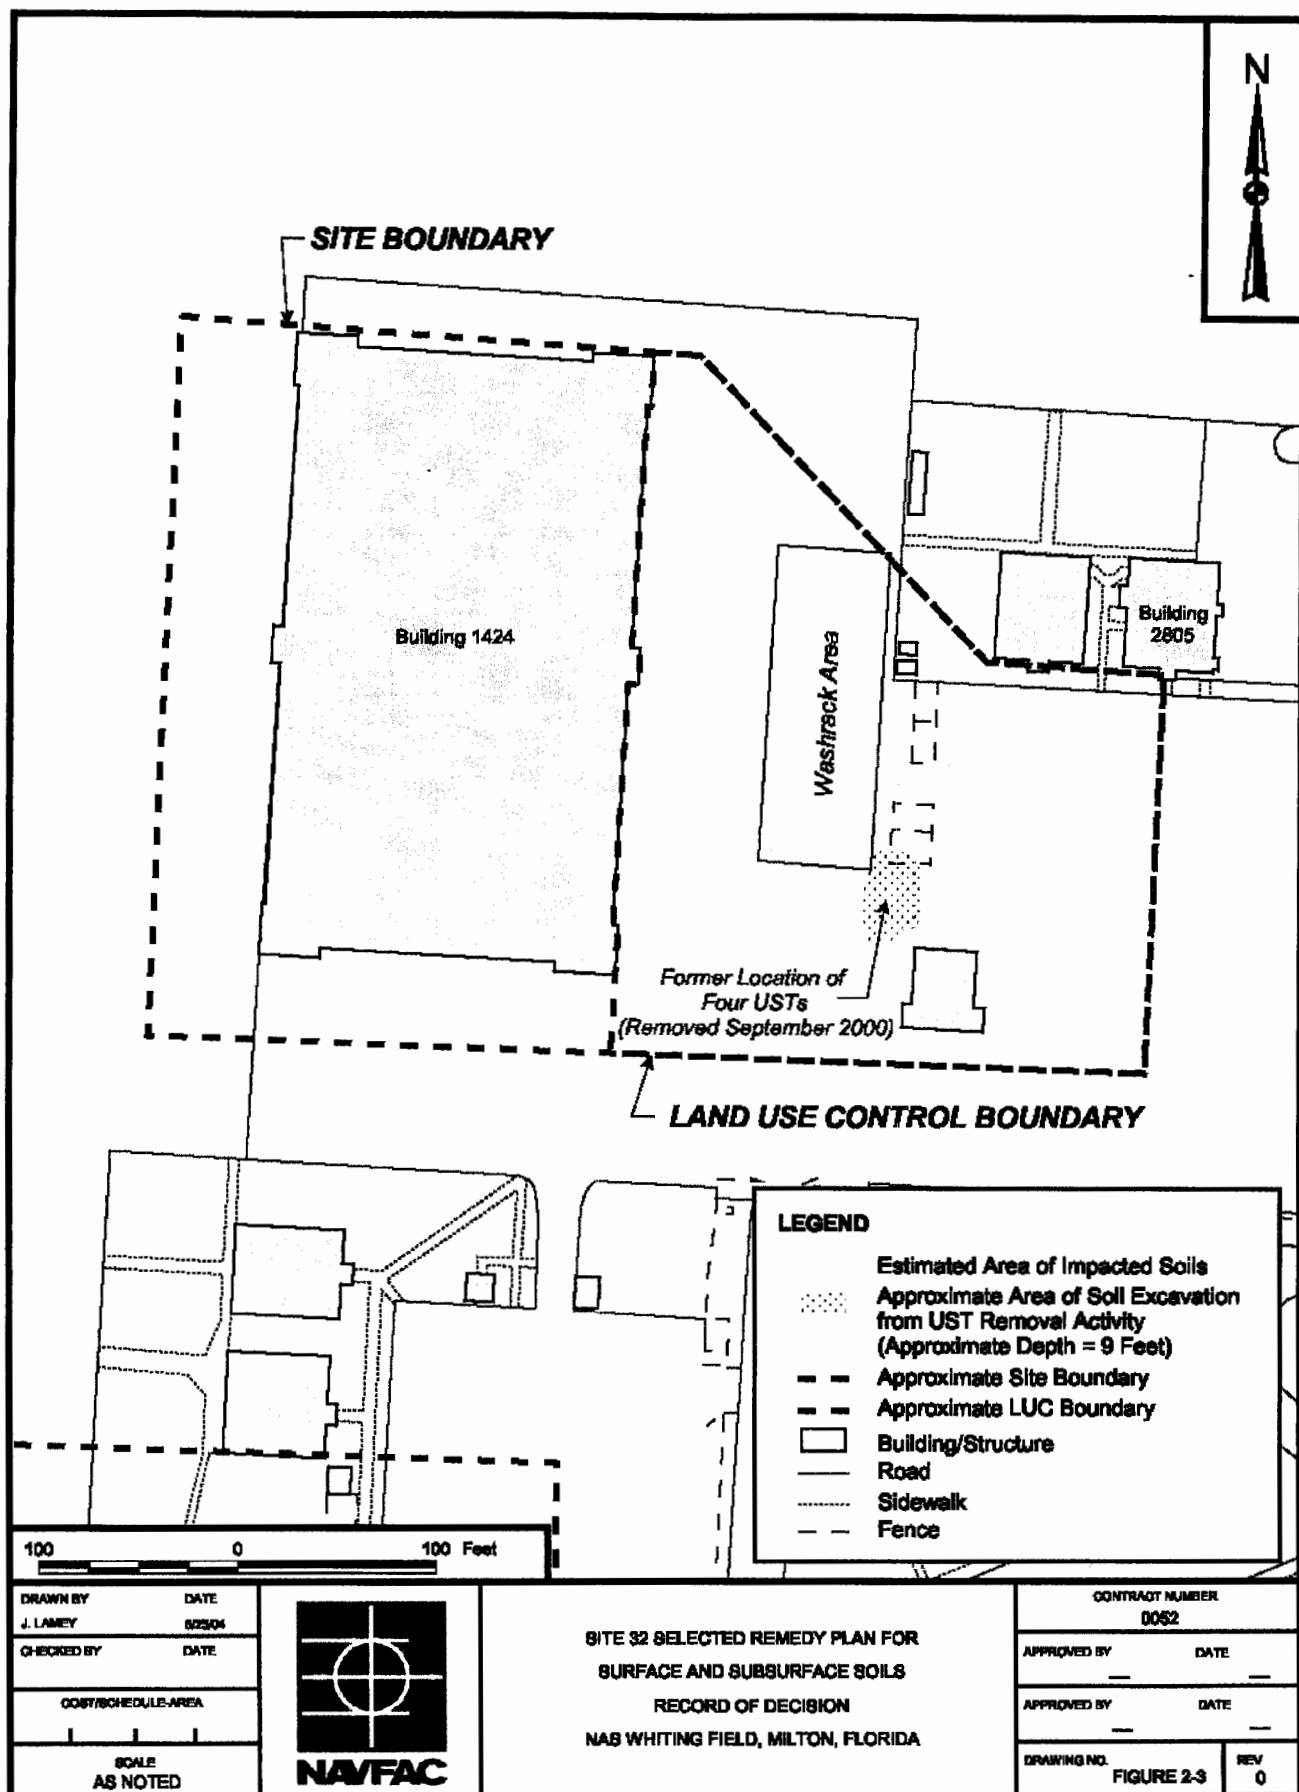 N
SITE BOUNDARY
Building 1424
Building
2805
Washrack Area
Former Location of
Four USTs
(Removed September 2000)
LAND USE CONTROL BOUNDARY
LEGEND
Estimated Area of Impacted Soils
Approximate Area of Soil Excavation
from UST Removal Activity
(Approximate Depth = 9 Feet)
Approximate Site Boundary
Approximate LUC Boundary
Building/Structure
Road
Sidewalk
Fence
100 0 100 Feet
DRAWN BY DATE
J. LAMEY
CHECKED BY DATE
COST/SCHEDULE-AREA
SCALE
AS NOTED
NAVFAC
SITE 32 SELECTED REMEDY PLAN FOR
SURFACE AND SUBSURFACE SOILS
RECORD OF DECISION
NAS WHITING FIELD, MILTON, FLORIDA
CONTRACT NUMBER
0052
APPROVED BY DATE
— —
APPROVED BY DATE
— —
DRAWING NO. REV
FIGURE 2-3 0